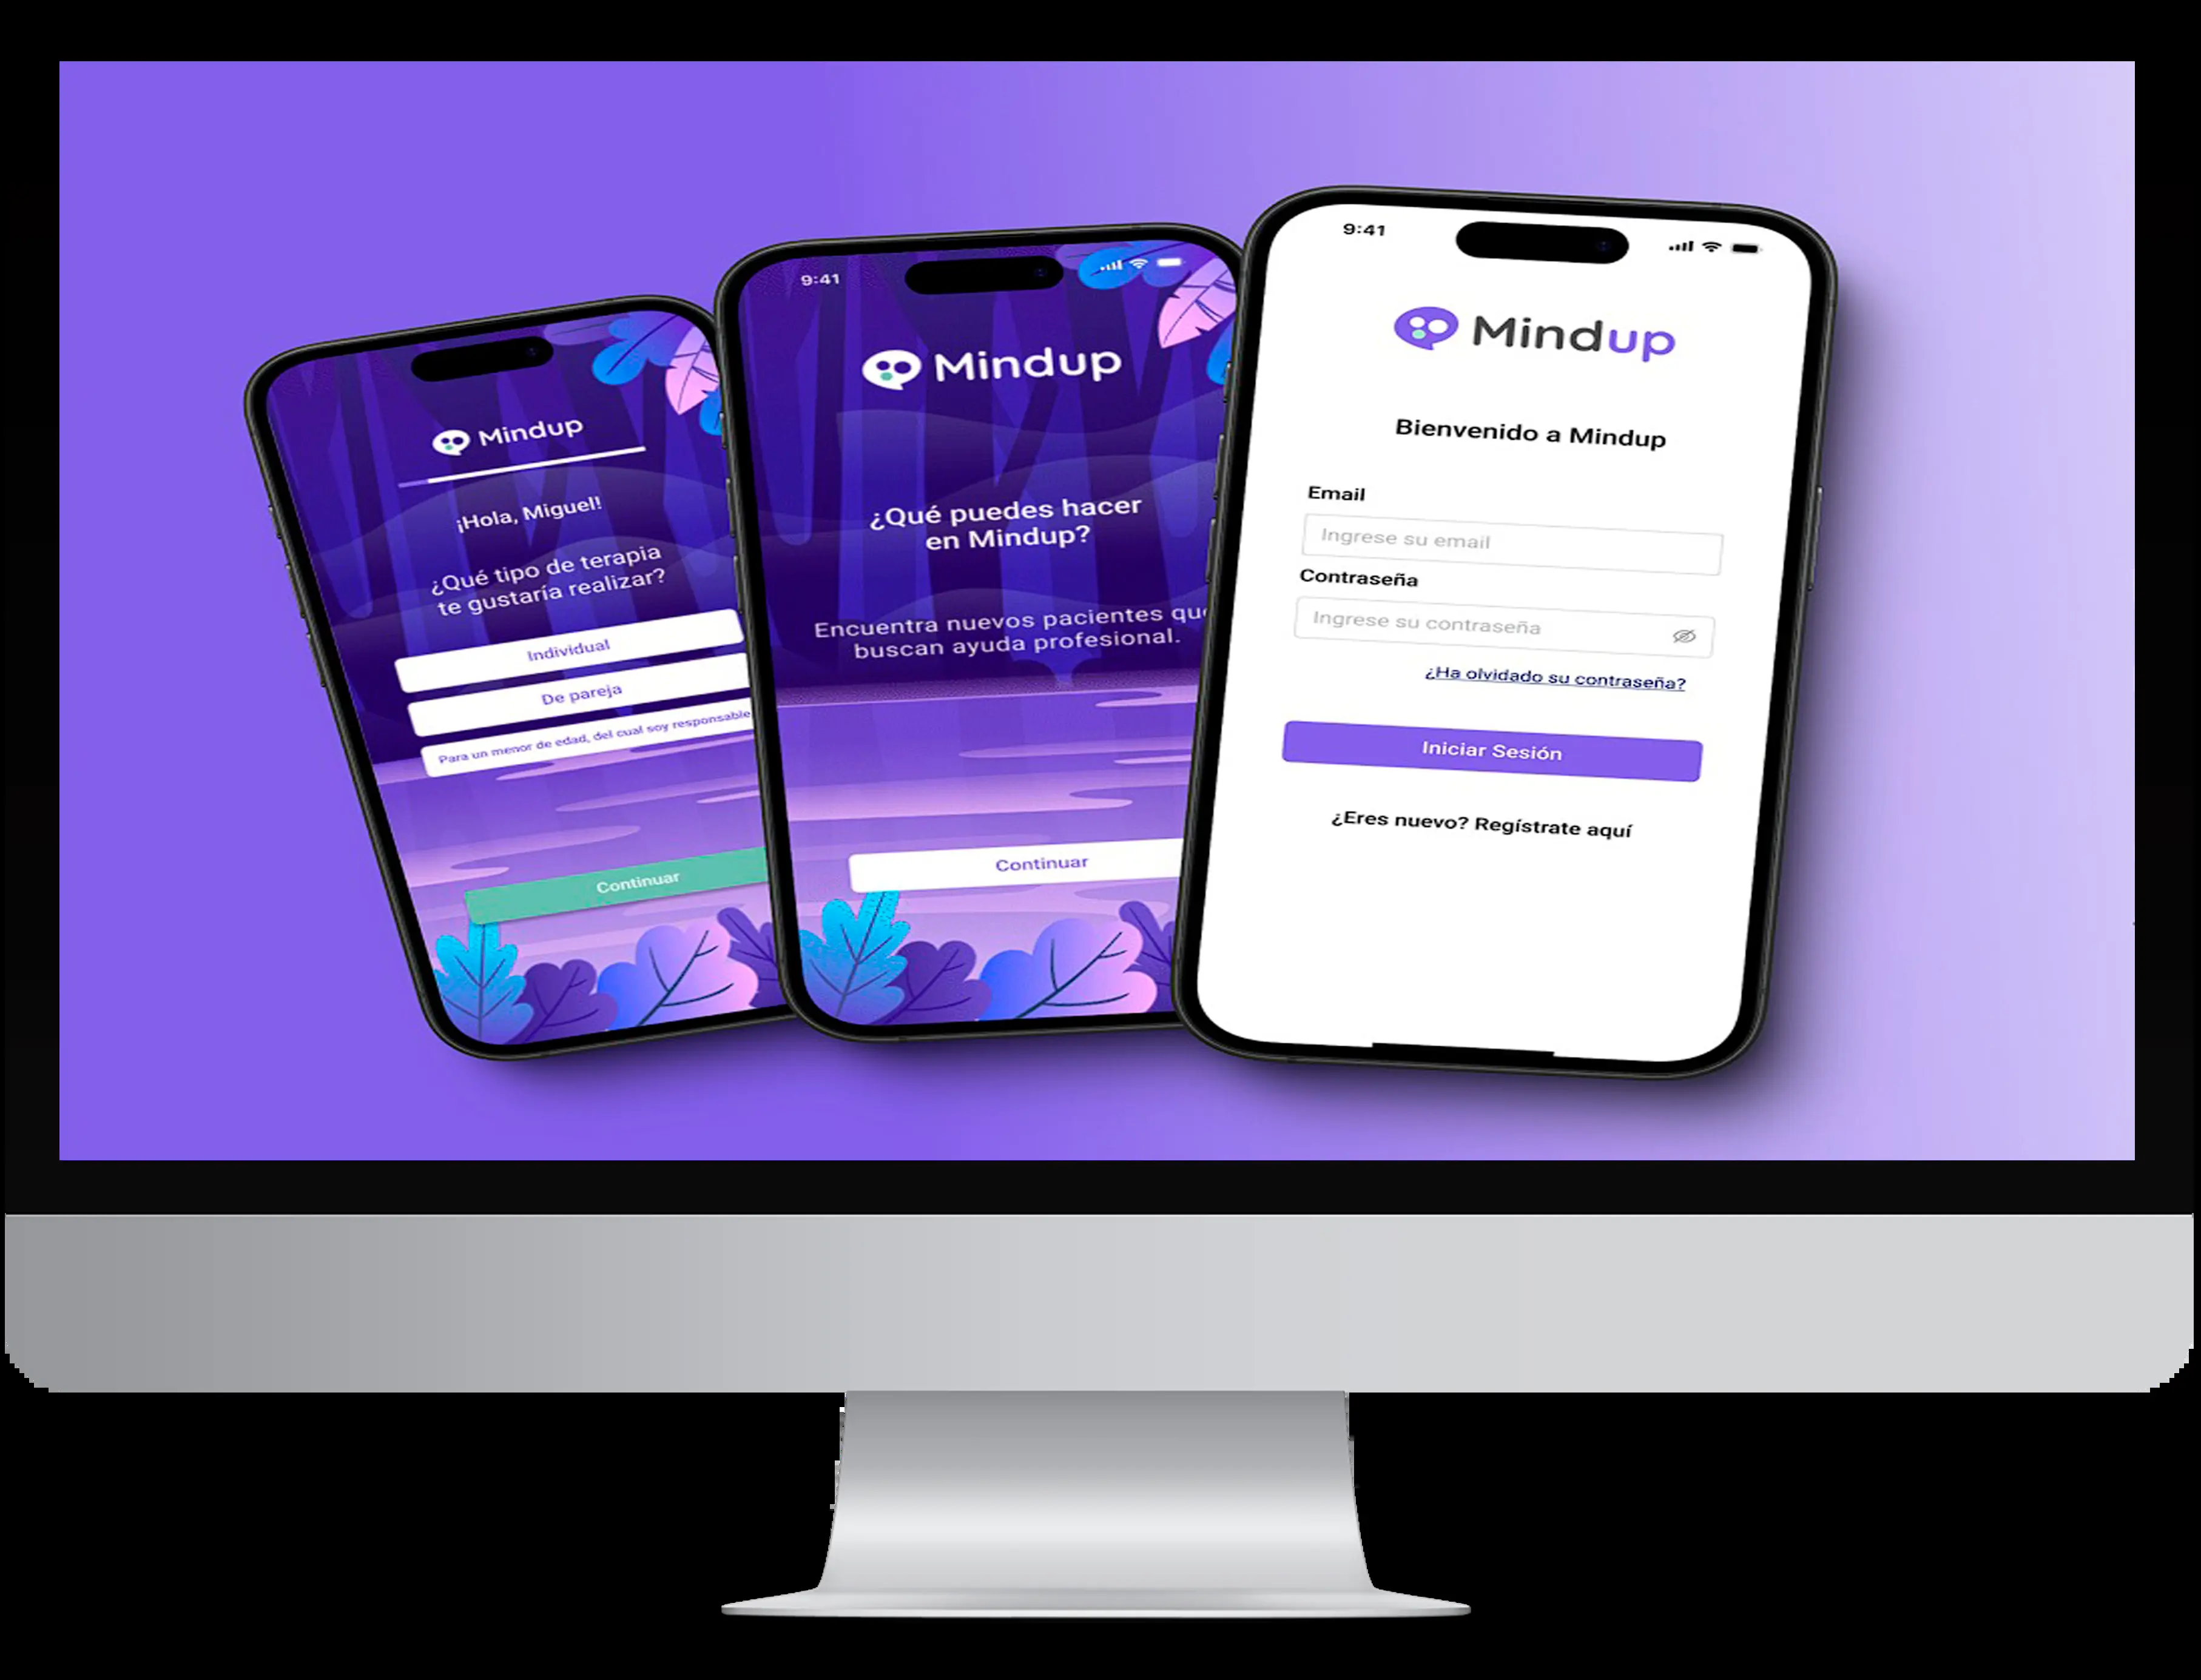 Mindup
¡Hola, Miguel!
¿Qué tipo de terapia
te gustaría realizar?
Individual
De pareja
Para un menor de edad, del cual soy responsable
Continuar
9:41
Mindup
¿Qué puedes hacer
en Mindup?
Encuentra nuevos pacientes que
buscan ayuda profesional.
Continuar
9:41
Mindup
Bienvenido a Mindup
Email
Ingrese su email
Contraseña
Ingrese su contraseña
¿Ha olvidado su contraseña?
Iniciar Sesión
¿Eres nuevo? Regístrate aquí